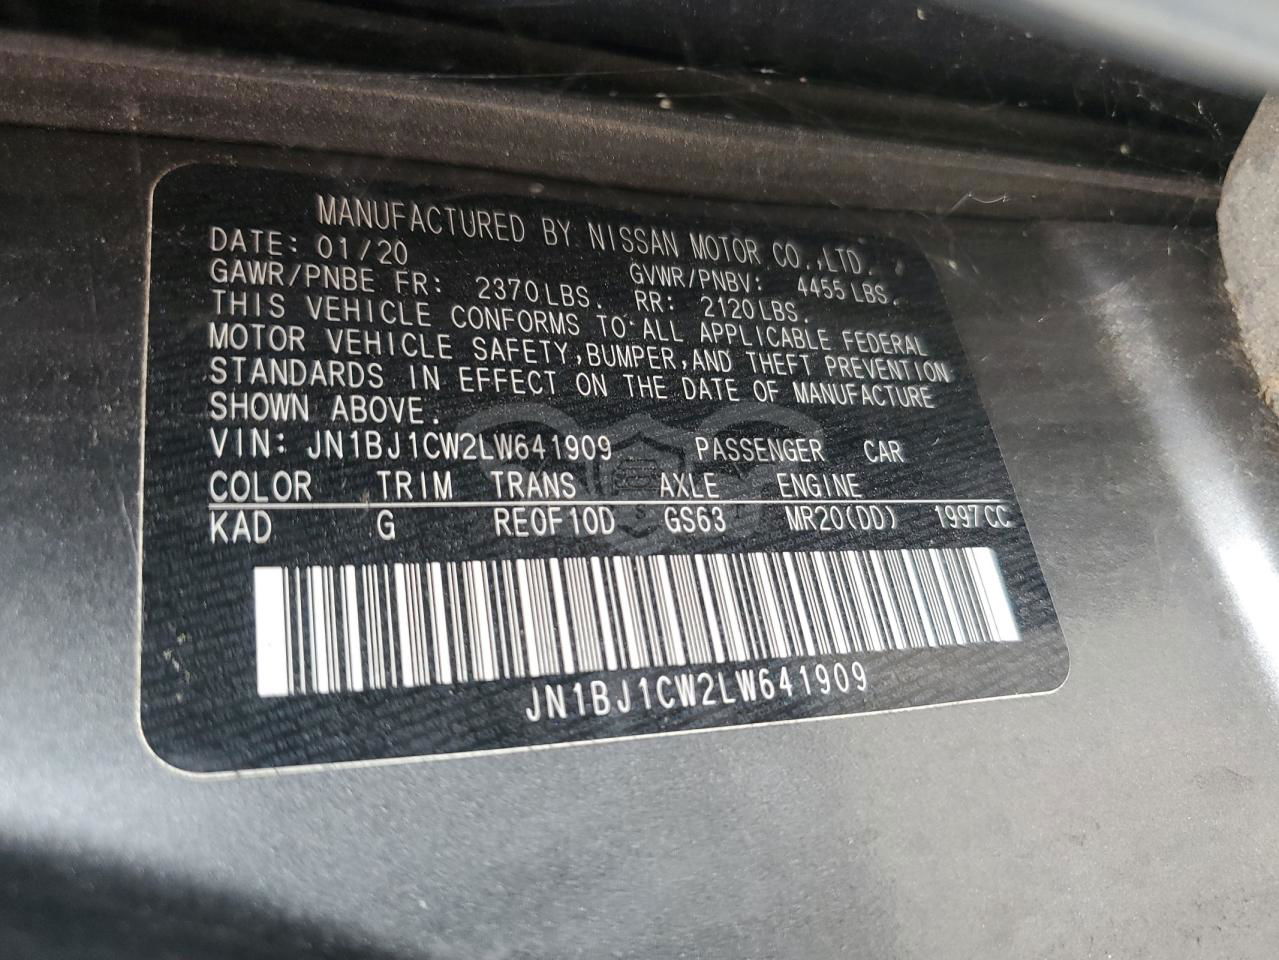 MANUFACTURED BY NISSAN MOTOR CO.,LTD.
DATE: 01/20
GAWR/PNBE FR: 2370LBS. RR: 2120LBS. GVWR/PNBV: 4455LBS.
THIS VEHICLE CONFORMS TO ALL APPLICABLE FEDERAL
MOTOR VEHICLE SAFETY,BUMPER,AND THEFT PREVENTION
STANDARDS IN EFFECT ON THE DATE OF MANUFACTURE
SHOWN ABOVE.
VIN: JN1BJ1CW2LW641909 PASSENGER CAR
COLOR TRIM TRANS AXLE ENGINE
KAD G RE0F10D GS63 MR20(DD) 1997CC
JN1BJ1CW2LW641909